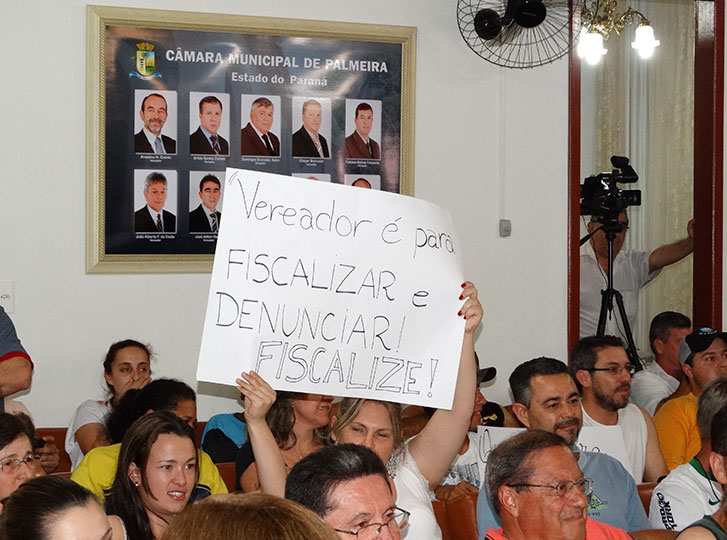 CÂMARA MUNICIPAL DE PALMEIRA
Estado do Paraná
"Vereador é para
FISCALIZAR e
DENUNCIAR!
FISCALIZE!